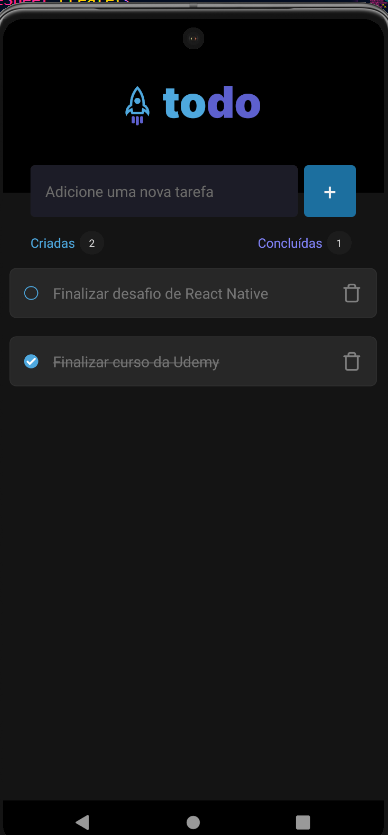 todo
Adicione uma nova tarefa
+
Criadas 2 Concluídas 1
Finalizar desafio de React Native
Finalizar curso da Udemy